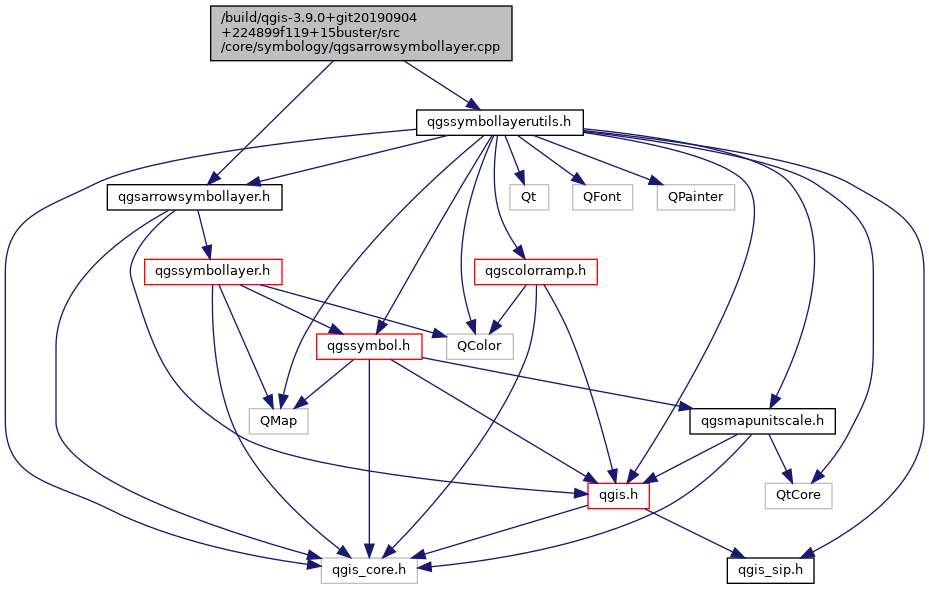 /build/qgis-3.9.0+git20190904
+224899f119+15buster/src
/core/symbology/qgsarrowsymbollayer.cpp
qgssymbollayerutils.h
qgsarrowsymbollayer.h
Qt
QFont
QPainter
qgssymbollayer.h
qgscolorramp.h
qgssymbol.h
QColor
QMap
qgsmapunitscale.h
qgis.h
QtCore
qgis_core.h
qgis_sip.h